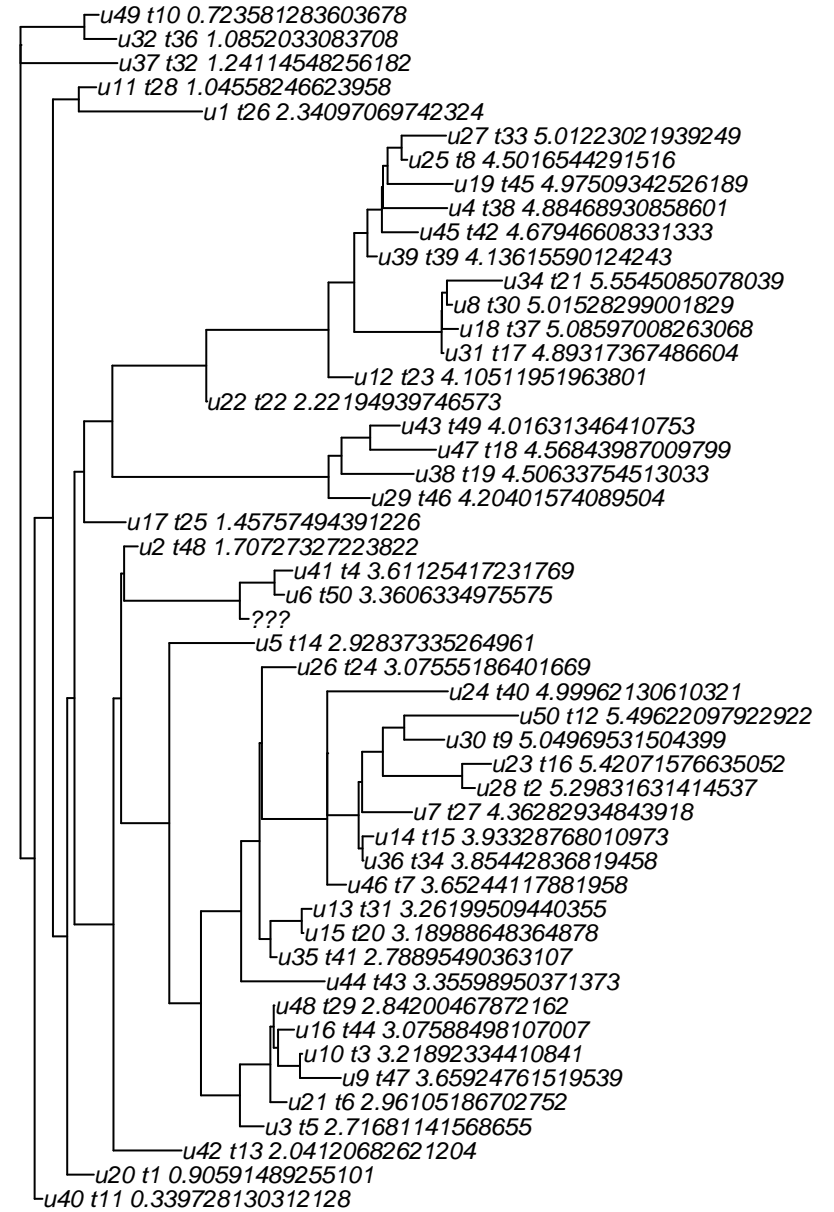 u49 t10 0.723581283603678
u32 t36 1.0852033083708
u37 t32 1.24114548256182
u11 t28 1.04558246623958
u1 t26 2.34097069742324
u27 t33 5.01223021939249
u25 t8 4.5016544291516
u19 t45 4.97509342526189
u4 t38 4.88468930858601
u45 t42 4.67946608331333
u39 t39 4.13615590124243
u34 t21 5.5545085078039
u8 t30 5.01528299001829
u18 t37 5.08597008263068
u31 t17 4.89317367486604
u12 t23 4.10511951963801
u22 t22 2.22194939746573
u43 t49 4.01631346410753
u47 t18 4.56843987009799
u38 t19 4.50633754513033
u29 t46 4.20401574089504
u17 t25 1.45757494391226
u2 t48 1.70727327223822
u41 t4 3.61125417231769
u6 t50 3.3606334975575
???
u5 t14 2.92837335264961
u26 t24 3.07555186401669
u24 t40 4.99962130610321
u50 t12 5.49622097922922
u30 t9 5.04969531504399
u23 t16 5.42071576635052
u28 t2 5.29831631414537
u7 t27 4.36282934843918
u14 t15 3.93328768010973
u36 t34 3.85442836819458
u46 t7 3.65244117881958
u13 t31 3.26199509440355
u15 t20 3.18988648364878
u35 t41 2.78895490363107
u44 t43 3.35598950371373
u48 t29 2.84200467872162
u16 t44 3.07588498107007
u10 t3 3.21892334410841
u9 t47 3.65924761519539
u21 t6 2.96105186702752
u3 t5 2.71681141568655
u42 t13 2.04120682621204
u20 t1 0.90591489255101
u40 t11 0.339728130312128